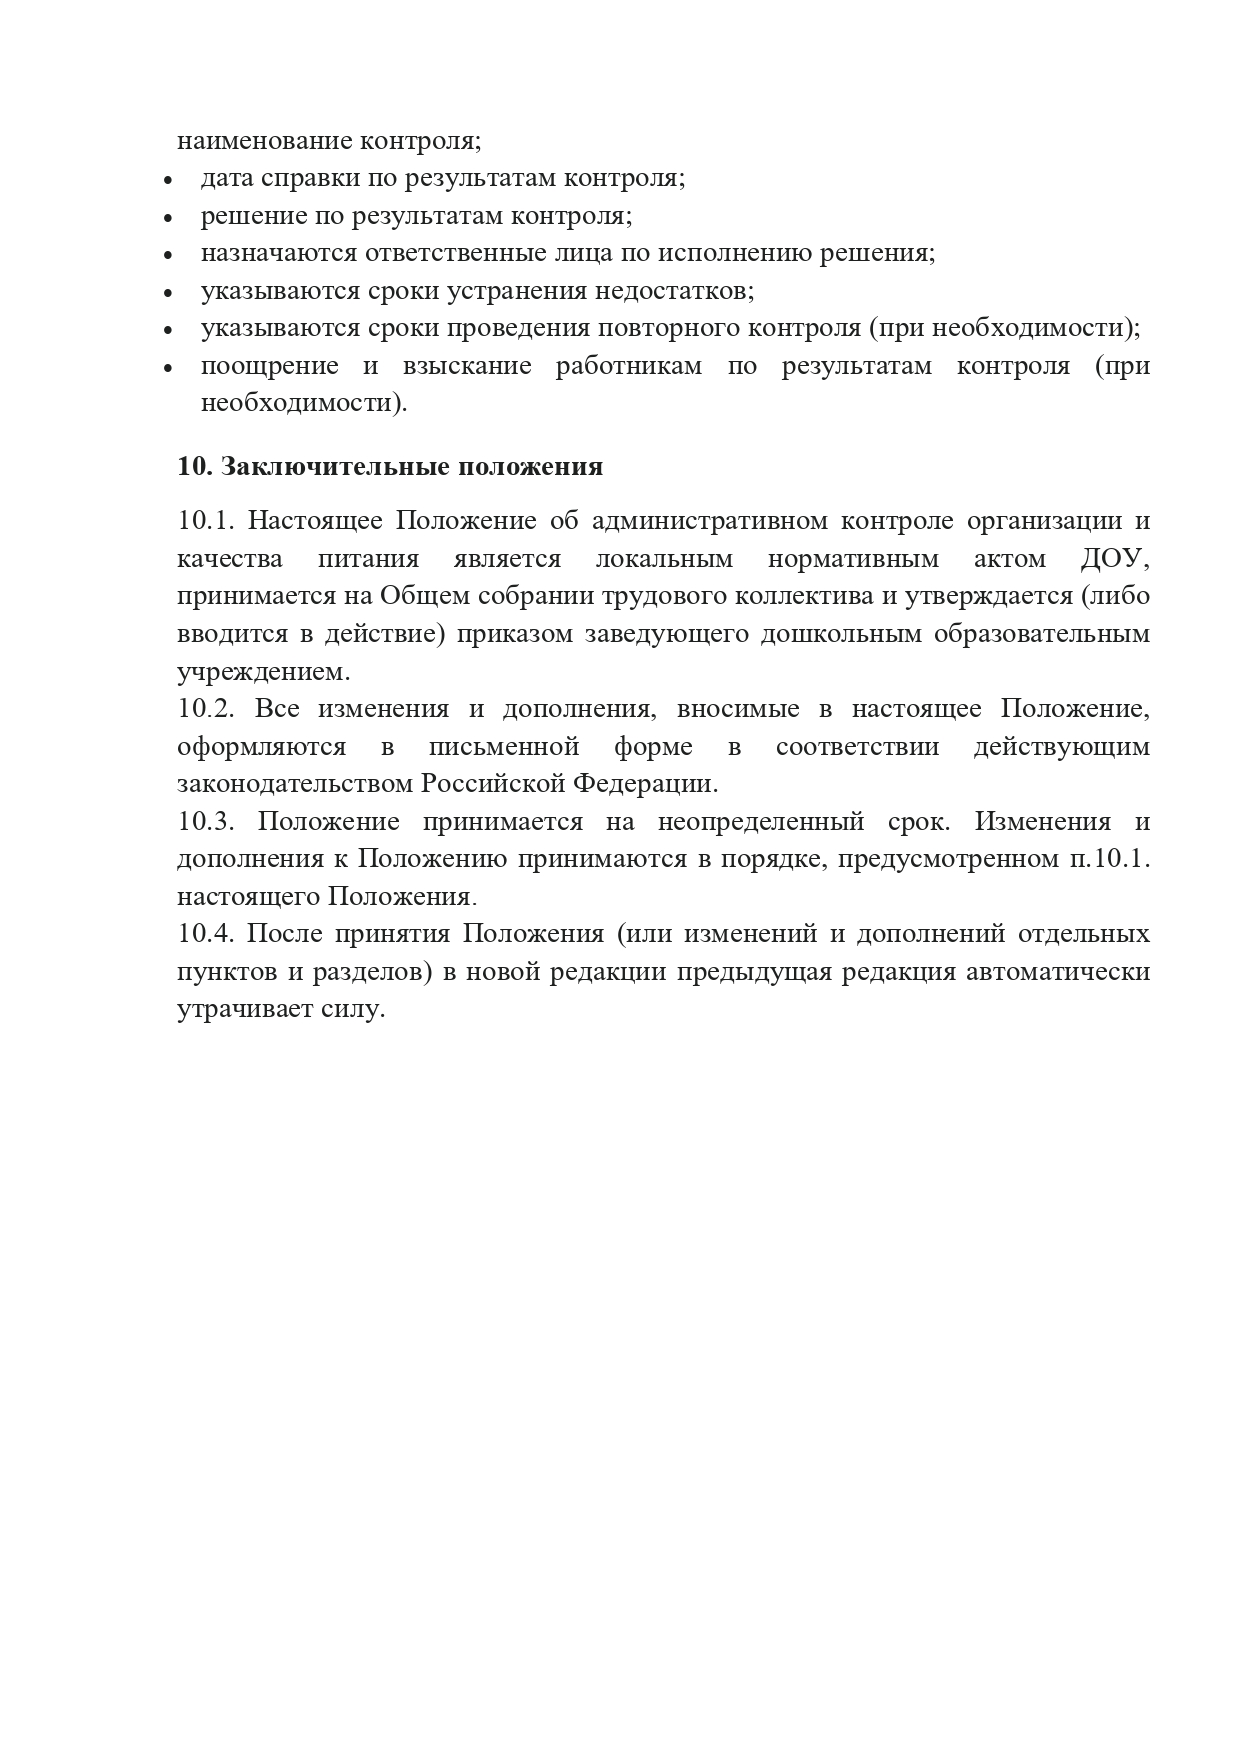 наименование контроля;
• дата справки по результатам контроля;
• решение по результатам контроля;
• назначаются ответственные лица по исполнению решения;
• указываются сроки устранения недостатков;
• указываются сроки проведения повторного контроля (при необходимости);
• поощрение и взыскание работникам по результатам контроля (при
необходимости).
10. Заключительные положения
10.1. Настоящее Положение об административном контроле организации и
качества питания является локальным нормативным актом ДОУ,
принимается на Общем собрании трудового коллектива и утверждается (либо
вводится в действие) приказом заведующего дошкольным образовательным
учреждением.
10.2. Все изменения и дополнения, вносимые в настоящее Положение,
оформляются в письменной форме в соответствии действующим
законодательством Российской Федерации.
10.3. Положение принимается на неопределенный срок. Изменения и
дополнения к Положению принимаются в порядке, предусмотренном п.10.1.
настоящего Положения.
10.4. После принятия Положения (или изменений и дополнений отдельных
пунктов и разделов) в новой редакции предыдущая редакция автоматически
утрачивает силу.